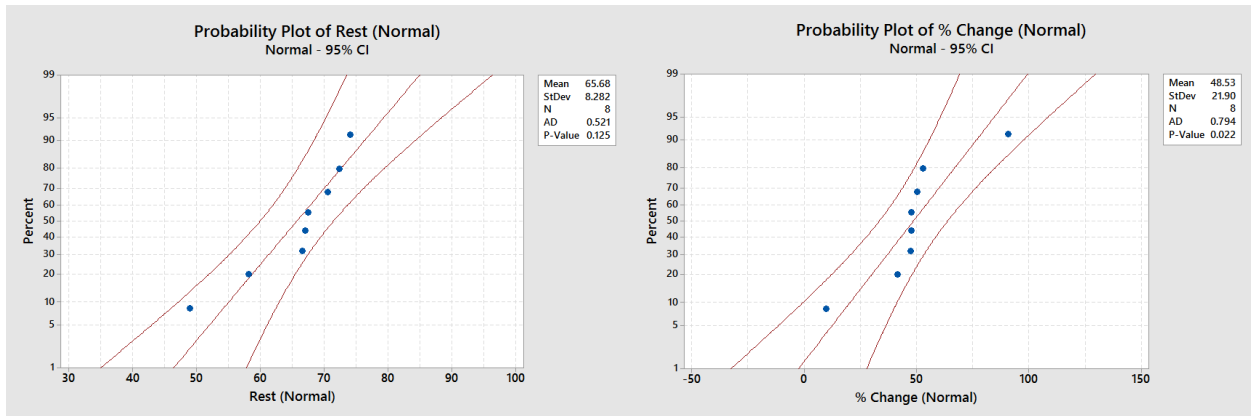 Probability Plot of Rest (Normal)
Normal - 95% CI
99
95
90
80
70
60
50
40
30
20
10
5
1
Percent
30 40 50 60 70 80 90 100
Rest (Normal)
Mean 65.68
StDev 8.282
N 8
AD 0.521
P-Value 0.125
Probability Plot of % Change (Normal)
Normal - 95% CI
99
95
90
80
70
60
50
40
30
20
10
5
1
Percent
-50 0 50 100 150
% Change (Normal)
Mean 48.53
StDev 21.90
N 8
AD 0.794
P-Value 0.022